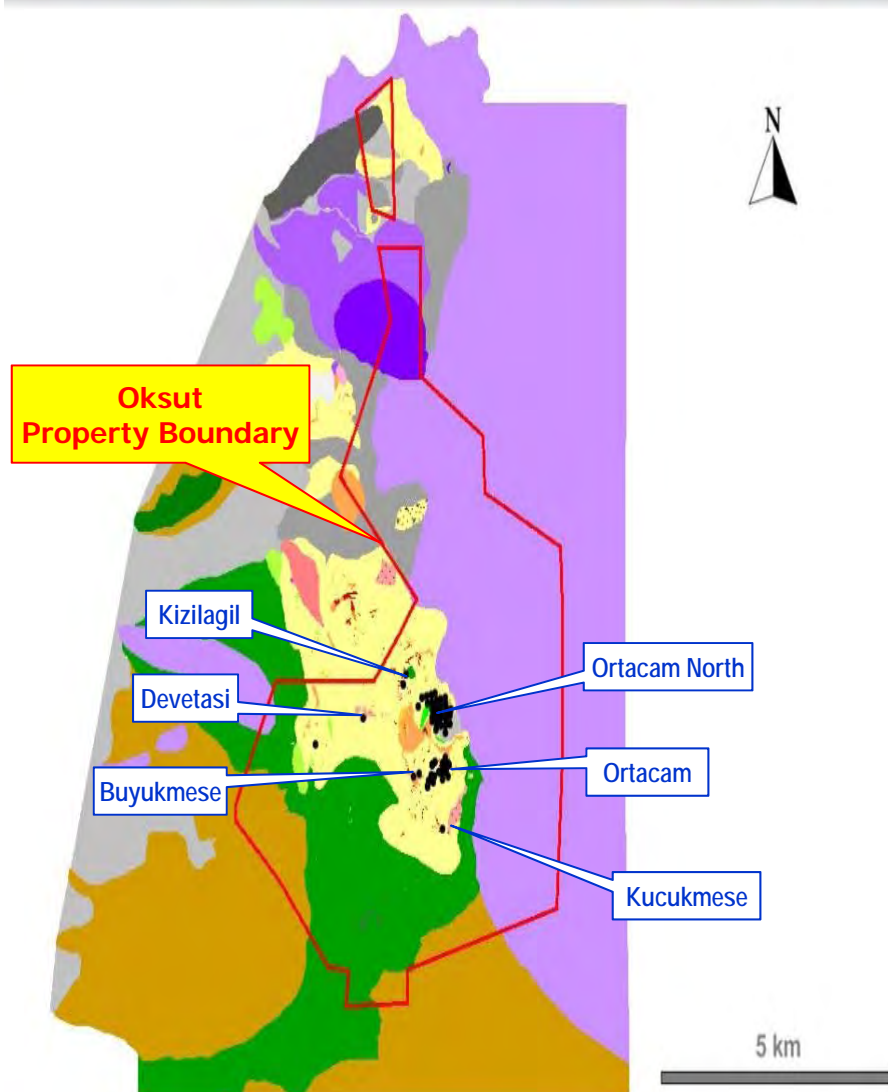 N
Oksut
Property Boundary
Kizilagil
Ortacam North
Devetasi
Buyukmese
Ortacam
Kucukmese
5 km